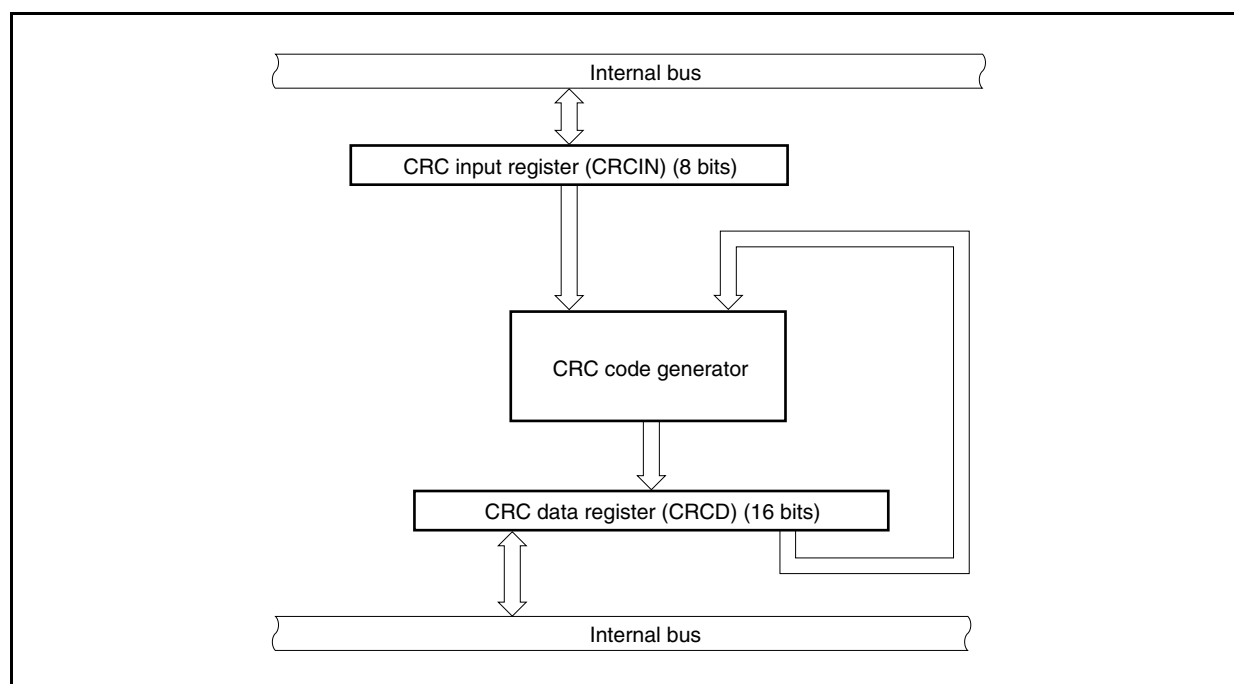 Internal bus
CRC input register (CRCIN) (8 bits)
CRC code generator
CRC data register (CRCD) (16 bits)
Internal bus